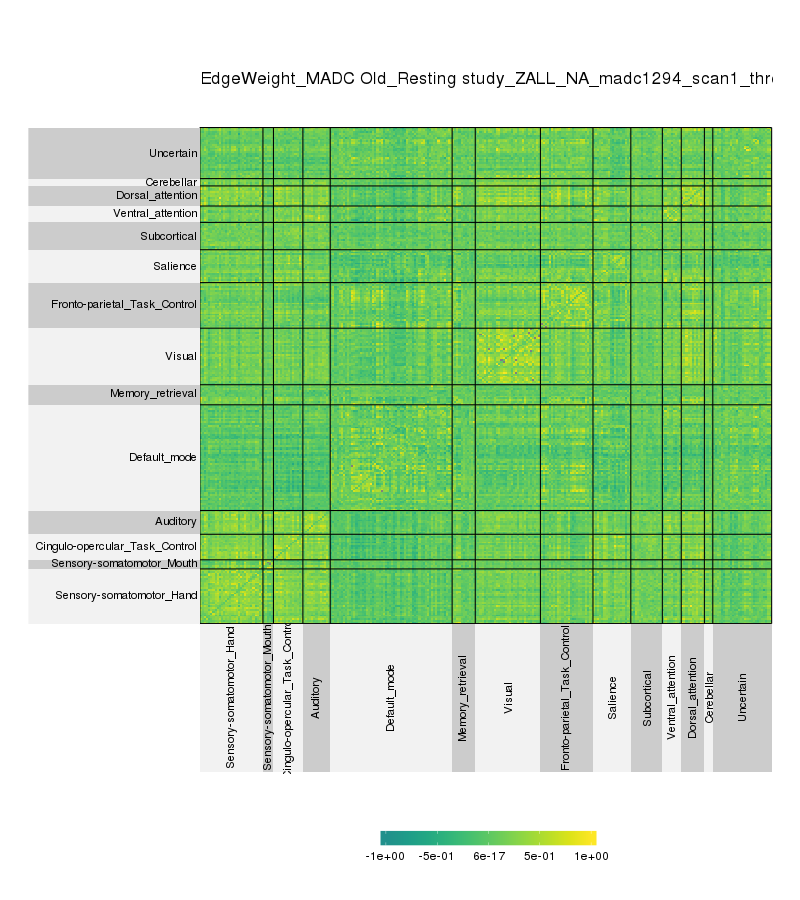 EdgeWeight_MADC Old_Resting study_ZALL_NA_madc1294_scan1_thr
Uncertain
Cerebellar
Dorsal_attention
Ventral_attention
Subcortical
Salience
Fronto-parietal_Task_Control
Visual
Memory_retrieval
Default_mode
Auditory
Cingulo-opercular_Task_Control
Sensory-somatomotor_Mouth
Sensory-somatomotor_Hand
Sensory-somatomotor_Hand
Sensory-somatomotor_Mouth
Cingulo-opercular_Task_Contro
Auditory
Default_mode
Memory_retrieval
Visual
Fronto-parietal_Task_Control
Salience
Subcortical
Ventral_attention
Dorsal_attention
Cerebellar
Uncertain
-1e+00 -5e-01 6e-17 5e-01 1e+00